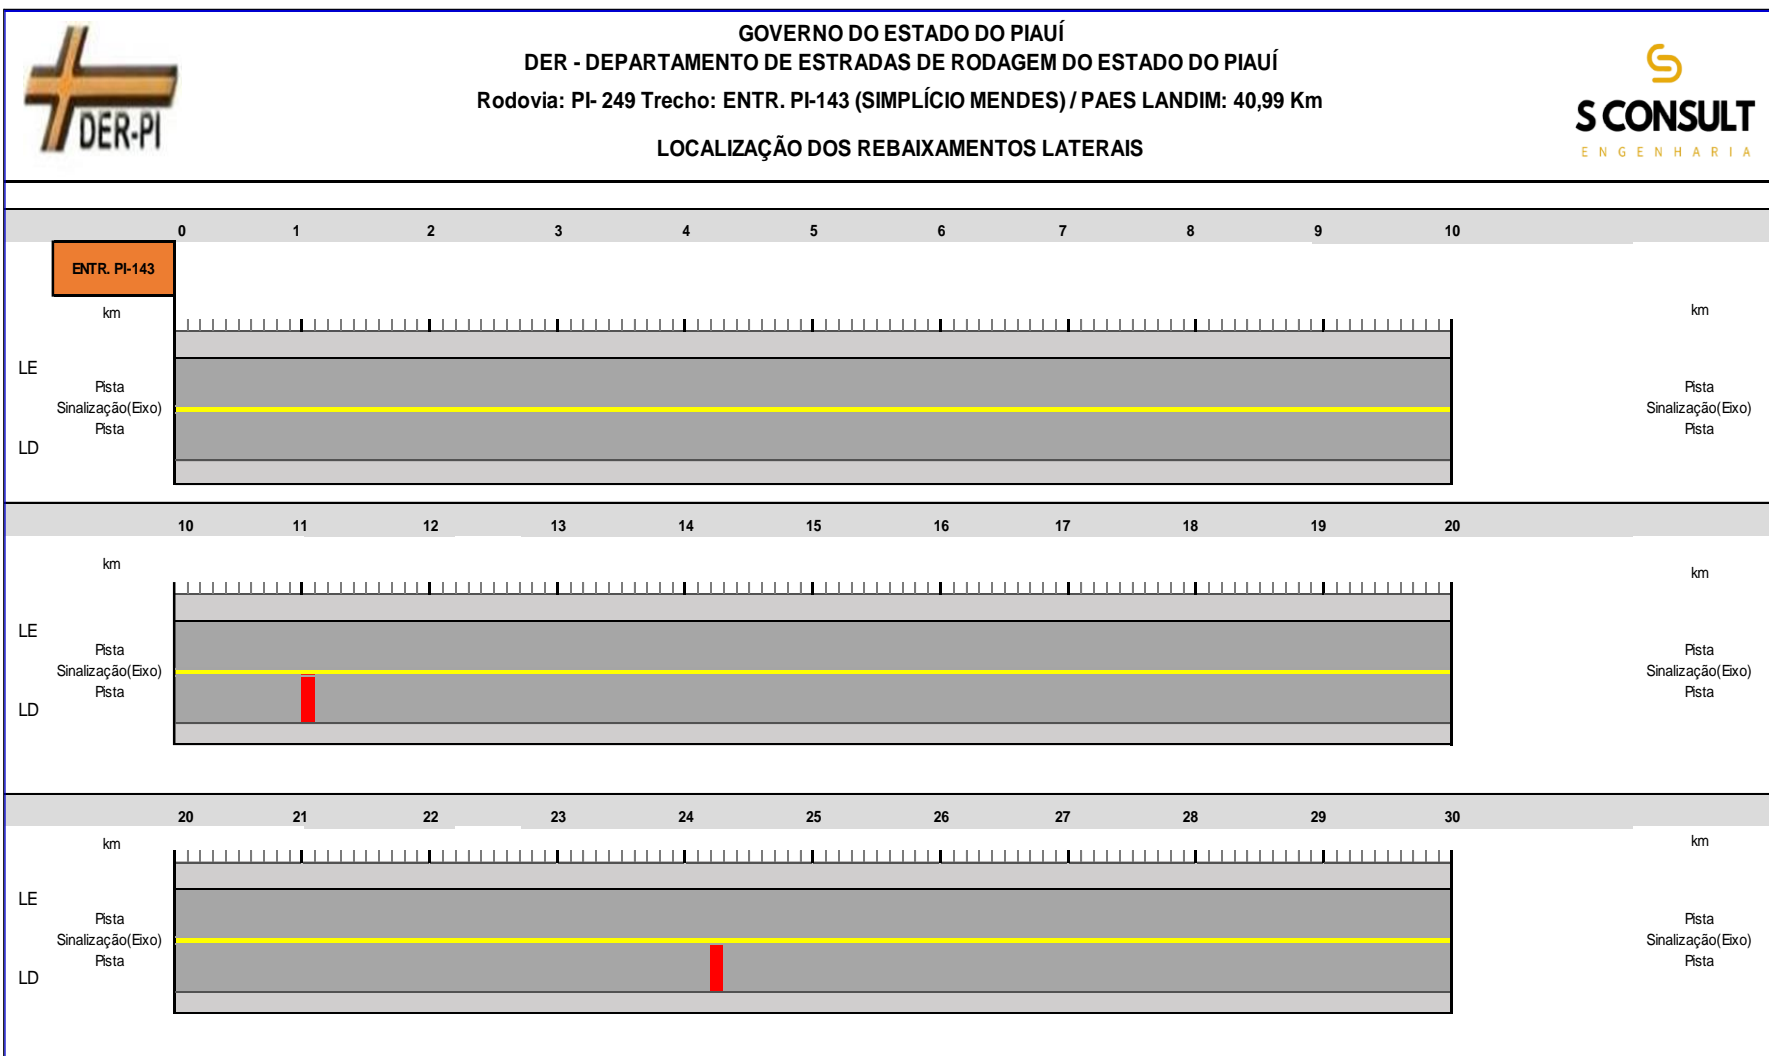 GOVERNO DO ESTADO DO PIAUÍ
DER - DEPARTAMENTO DE ESTRADAS DE RODAGEM DO ESTADO DO PIAUÍ
Rodovia: PI- 249 Trecho: ENTR. PI-143 (SIMPLÍCIO MENDES) / PAES LANDIM: 40,99 Km
LOCALIZAÇÃO DOS REBAIXAMENTOS LATERAIS
DER-PI
S CONSULT
ENGENHARIA
0 1 2 3 4 5 6 7 8 9 10
ENTR. PI-143
km km
LE
Pista Pista
Sinalização(Eixo) Sinalização(Eixo)
Pista Pista
LD
10 11 12 13 14 15 16 17 18 19 20
km km
LE
Pista Pista
Sinalização(Eixo) Sinalização(Eixo)
Pista Pista
LD
20 21 22 23 24 25 26 27 28 29 30
km km
LE
Pista Pista
Sinalização(Eixo) Sinalização(Eixo)
Pista Pista
LD